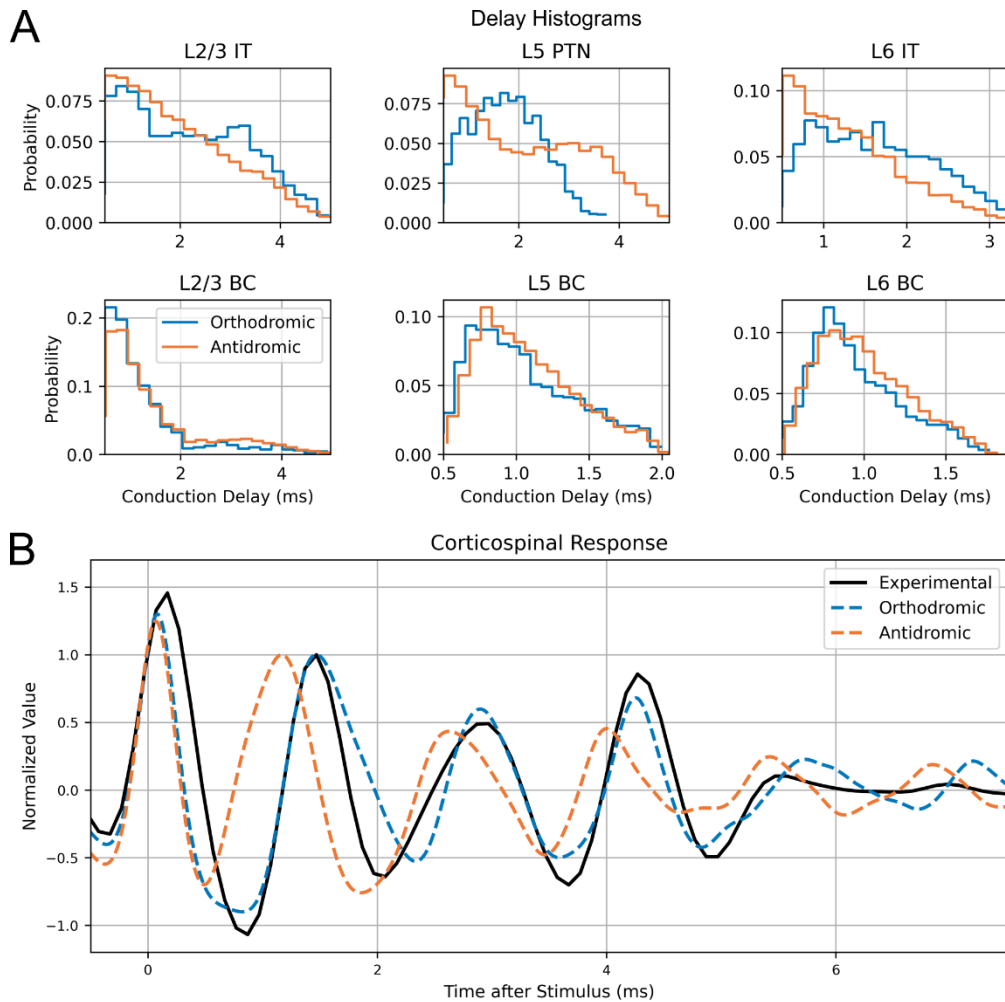 A
Delay Histograms
L2/3 IT
L5 PTN
L6 IT
Probability
0.075
0.050
0.025
0.000
2
4
0.075
0.050
0.025
0.000
2
4
0.10
0.05
0.00
1
2
3
L2/3 BC
L5 BC
L6 BC
Orthodromic
Antidromic
Probability
0.2
0.1
0.0
2
4
Conduction Delay (ms)
0.10
0.05
0.00
0.5
1.0
1.5
2.0
Conduction Delay (ms)
0.10
0.05
0.00
0.5
1.0
1.5
Conduction Delay (ms)
B
Corticospinal Response
Experimental
Orthodromic
Antidromic
Normalized Value
1.5
1.0
0.5
0.0
−0.5
−1.0
0
2
4
6
Time after Stimulus (ms)